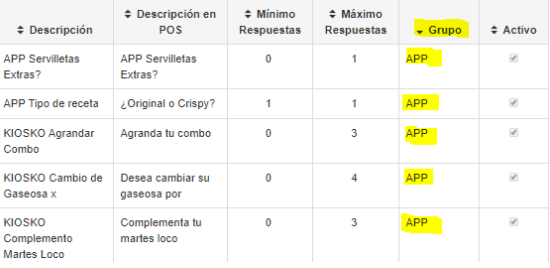 Descripción Descripción en POS Mínimo Respuestas Máximo Respuestas Grupo Activo
APP Servilletas Extras? APP Servilletas Extras? 0 1 APP
APP Tipo de receta ¿Original o Crispy? 1 1 APP
KIOSKO Agrandar Combo Agranda tu combo 0 3 APP
KIOSKO Cambio de Gaseosa x Desea cambiar su gaseosa por 0 4 APP
KIOSKO Complemento Martes Loco Complementa tu martes loco 0 3 APP